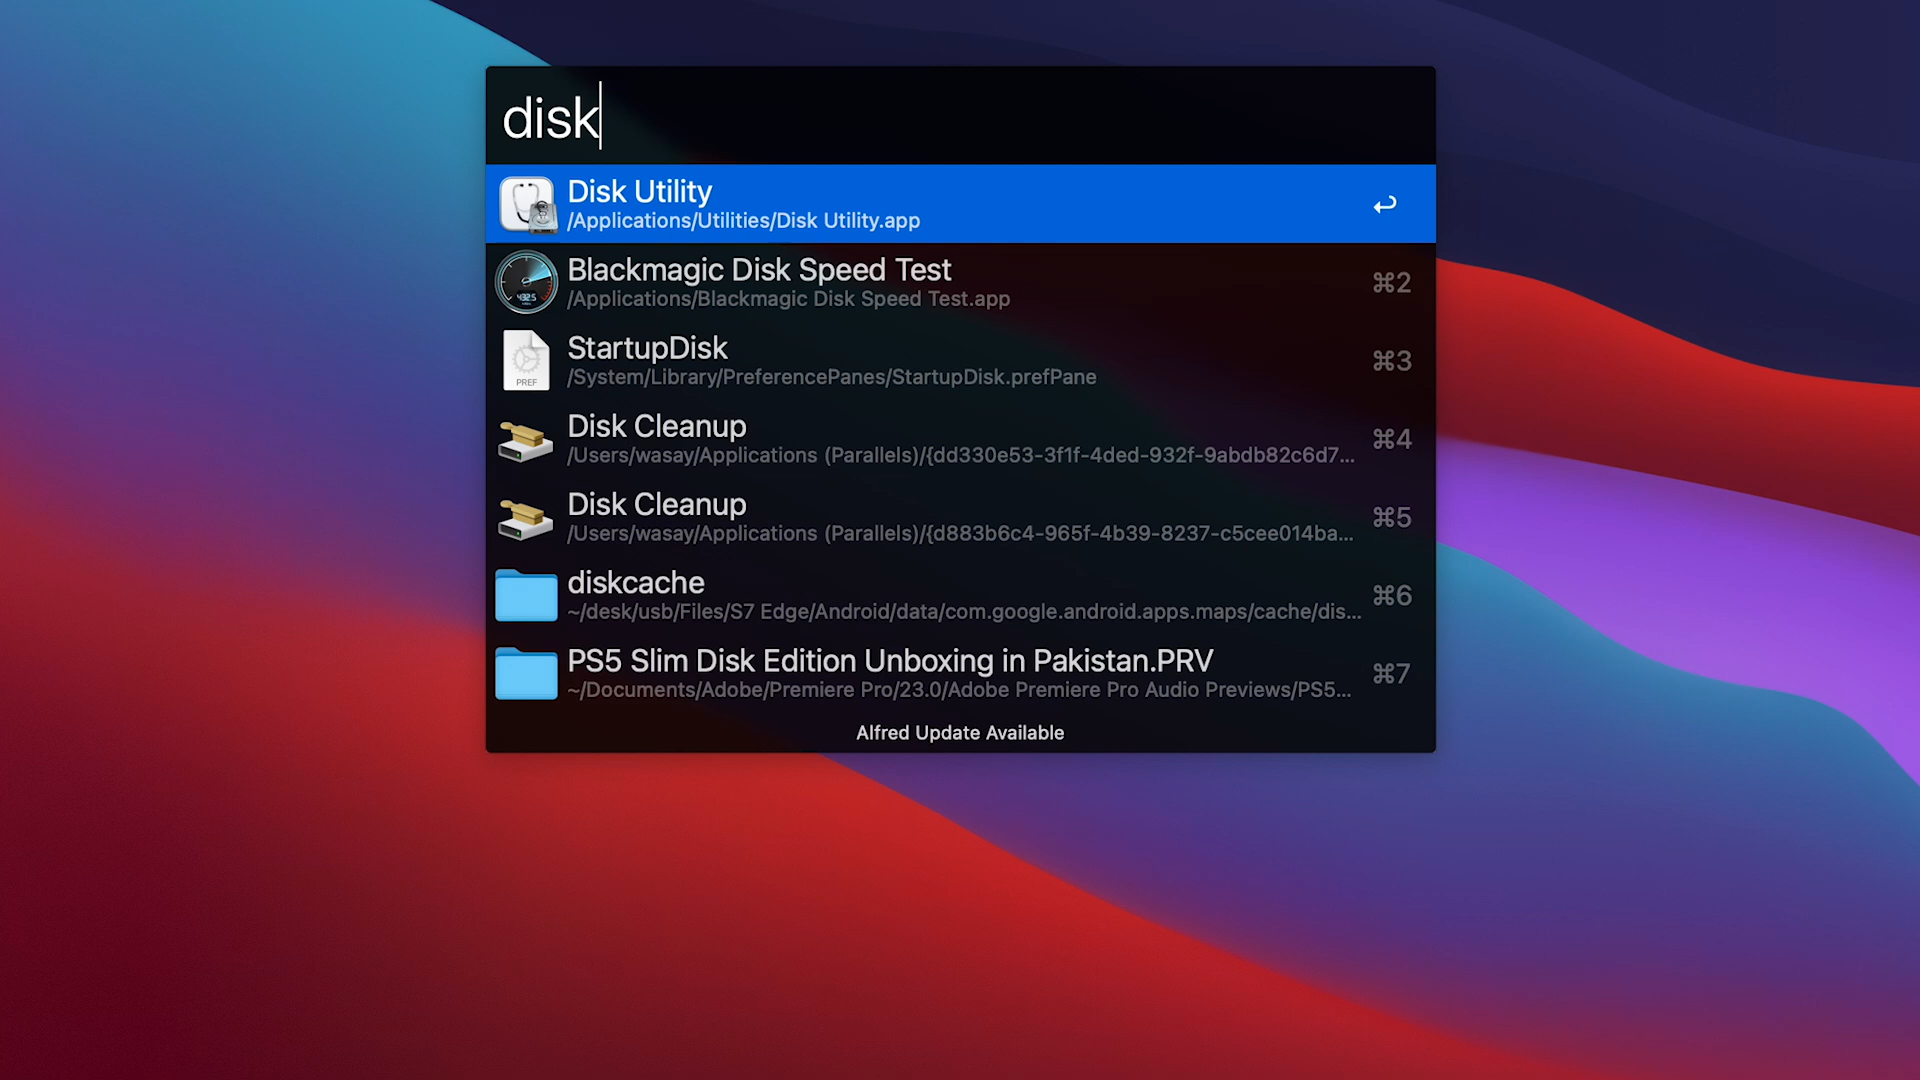 disk
Disk Utility
/Applications/Utilities/Disk Utility.app
Blackmagic Disk Speed Test
/Applications/Blackmagic Disk Speed Test.app
⌘2
StartupDisk
/System/Library/PreferencePanes/StartupDisk.prefPane
⌘3
PREF
Disk Cleanup
/Users/wasay/Applications (Parallels)/{dd330e53-3f1f-4ded-932f-9abdb82c6d7...
⌘4
Disk Cleanup
/Users/wasay/Applications (Parallels)/{d883b6c4-965f-4b39-8237-c5cee014ba...
⌘5
diskcache
~/desk/usb/Files/S7 Edge/Android/data/com.google.android.apps.maps/cache/dis...
⌘6
PS5 Slim Disk Edition Unboxing in Pakistan.PRV
~/Documents/Adobe/Premiere Pro/23.0/Adobe Premiere Pro Audio Previews/PS5...
⌘7
Alfred Update Available